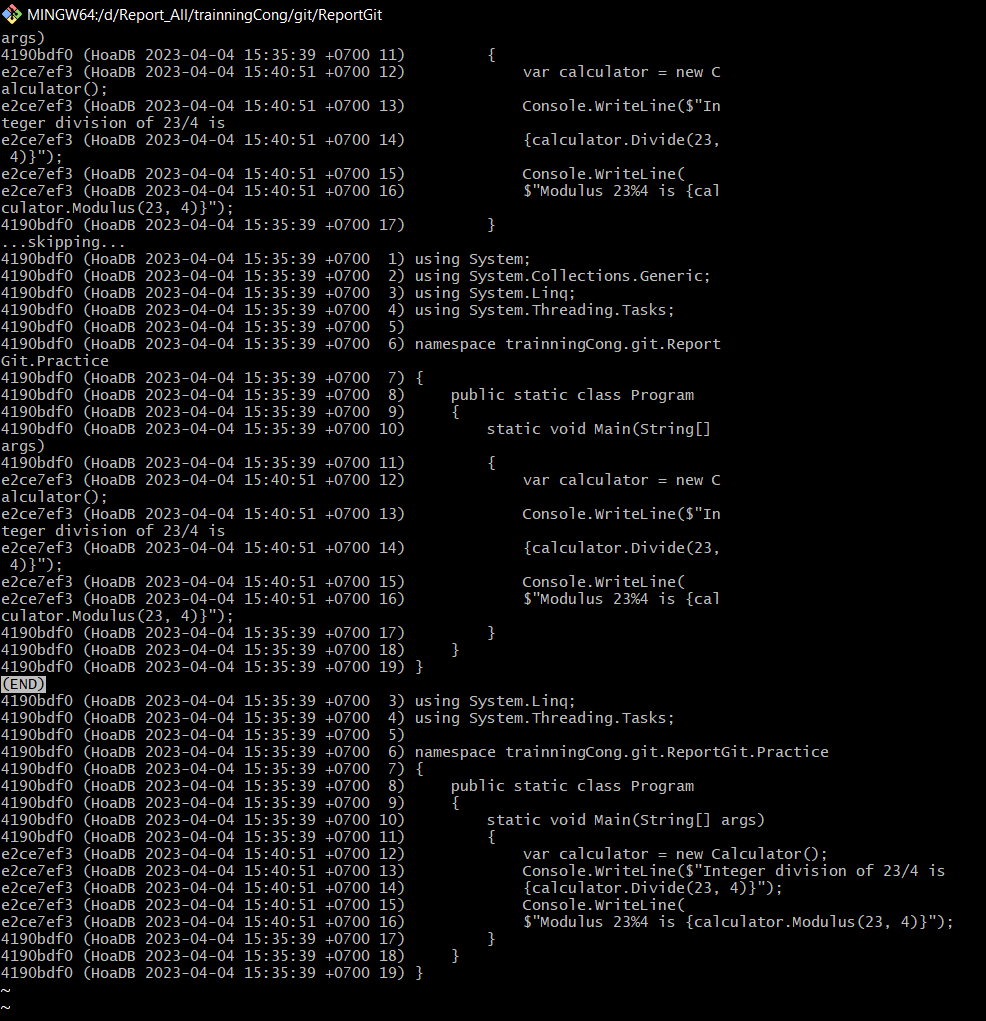 MINGW64:/d/Report_All/trainningCong/git/ReportGit
args)
4190bdf0 (HoaDB 2023-04-04 15:35:39 +0700 11)         {
e2ce7ef3 (HoaDB 2023-04-04 15:40:51 +0700 12)             var calculator = new C
alculator();
e2ce7ef3 (HoaDB 2023-04-04 15:40:51 +0700 13)             Console.WriteLine($"In
teger division of 23/4 is
e2ce7ef3 (HoaDB 2023-04-04 15:40:51 +0700 14)             {calculator.Divide(23,
 4)}");
e2ce7ef3 (HoaDB 2023-04-04 15:40:51 +0700 15)             Console.WriteLine(
e2ce7ef3 (HoaDB 2023-04-04 15:40:51 +0700 16)             $"Modulus 23%4 is {cal
culator.Modulus(23, 4)}");
4190bdf0 (HoaDB 2023-04-04 15:35:39 +0700 17)         }
...skipping...
4190bdf0 (HoaDB 2023-04-04 15:35:39 +0700  1) using System;
4190bdf0 (HoaDB 2023-04-04 15:35:39 +0700  2) using System.Collections.Generic;
4190bdf0 (HoaDB 2023-04-04 15:35:39 +0700  3) using System.Linq;
4190bdf0 (HoaDB 2023-04-04 15:35:39 +0700  4) using System.Threading.Tasks;
4190bdf0 (HoaDB 2023-04-04 15:35:39 +0700  5)
4190bdf0 (HoaDB 2023-04-04 15:35:39 +0700  6) namespace trainningCong.git.Report
Git.Practice
4190bdf0 (HoaDB 2023-04-04 15:35:39 +0700  7) {
4190bdf0 (HoaDB 2023-04-04 15:35:39 +0700  8)     public static class Program
4190bdf0 (HoaDB 2023-04-04 15:35:39 +0700  9)     {
4190bdf0 (HoaDB 2023-04-04 15:35:39 +0700 10)         static void Main(String[]
args)
4190bdf0 (HoaDB 2023-04-04 15:35:39 +0700 11)         {
e2ce7ef3 (HoaDB 2023-04-04 15:40:51 +0700 12)             var calculator = new C
alculator();
e2ce7ef3 (HoaDB 2023-04-04 15:40:51 +0700 13)             Console.WriteLine($"In
teger division of 23/4 is
e2ce7ef3 (HoaDB 2023-04-04 15:40:51 +0700 14)             {calculator.Divide(23,
 4)}");
e2ce7ef3 (HoaDB 2023-04-04 15:40:51 +0700 15)             Console.WriteLine(
e2ce7ef3 (HoaDB 2023-04-04 15:40:51 +0700 16)             $"Modulus 23%4 is {cal
culator.Modulus(23, 4)}");
4190bdf0 (HoaDB 2023-04-04 15:35:39 +0700 17)         }
4190bdf0 (HoaDB 2023-04-04 15:35:39 +0700 18)     }
4190bdf0 (HoaDB 2023-04-04 15:35:39 +0700 19) }
(END)
4190bdf0 (HoaDB 2023-04-04 15:35:39 +0700  3) using System.Linq;
4190bdf0 (HoaDB 2023-04-04 15:35:39 +0700  4) using System.Threading.Tasks;
4190bdf0 (HoaDB 2023-04-04 15:35:39 +0700  5)
4190bdf0 (HoaDB 2023-04-04 15:35:39 +0700  6) namespace trainningCong.git.ReportGit.Practice
4190bdf0 (HoaDB 2023-04-04 15:35:39 +0700  7) {
4190bdf0 (HoaDB 2023-04-04 15:35:39 +0700  8)     public static class Program
4190bdf0 (HoaDB 2023-04-04 15:35:39 +0700  9)     {
4190bdf0 (HoaDB 2023-04-04 15:35:39 +0700 10)         static void Main(String[] args)
4190bdf0 (HoaDB 2023-04-04 15:35:39 +0700 11)         {
e2ce7ef3 (HoaDB 2023-04-04 15:40:51 +0700 12)             var calculator = new Calculator();
e2ce7ef3 (HoaDB 2023-04-04 15:40:51 +0700 13)             Console.WriteLine($"Integer division of 23/4 is
e2ce7ef3 (HoaDB 2023-04-04 15:40:51 +0700 14)             {calculator.Divide(23, 4)}");
e2ce7ef3 (HoaDB 2023-04-04 15:40:51 +0700 15)             Console.WriteLine(
e2ce7ef3 (HoaDB 2023-04-04 15:40:51 +0700 16)             $"Modulus 23%4 is {calculator.Modulus(23, 4)}");
4190bdf0 (HoaDB 2023-04-04 15:35:39 +0700 17)         }
4190bdf0 (HoaDB 2023-04-04 15:35:39 +0700 18)     }
4190bdf0 (HoaDB 2023-04-04 15:35:39 +0700 19) }
~
~